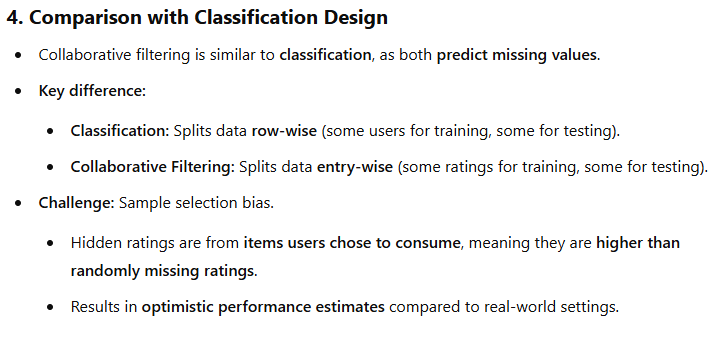 4. Comparison with Classification Design
• Collaborative filtering is similar to classification, as both predict missing values.
• Key difference:
• Classification: Splits data row-wise (some users for training, some for testing).
• Collaborative Filtering: Splits data entry-wise (some ratings for training, some for testing).
• Challenge: Sample selection bias.
• Hidden ratings are from items users chose to consume, meaning they are higher than
randomly missing ratings.
• Results in optimistic performance estimates compared to real-world settings.